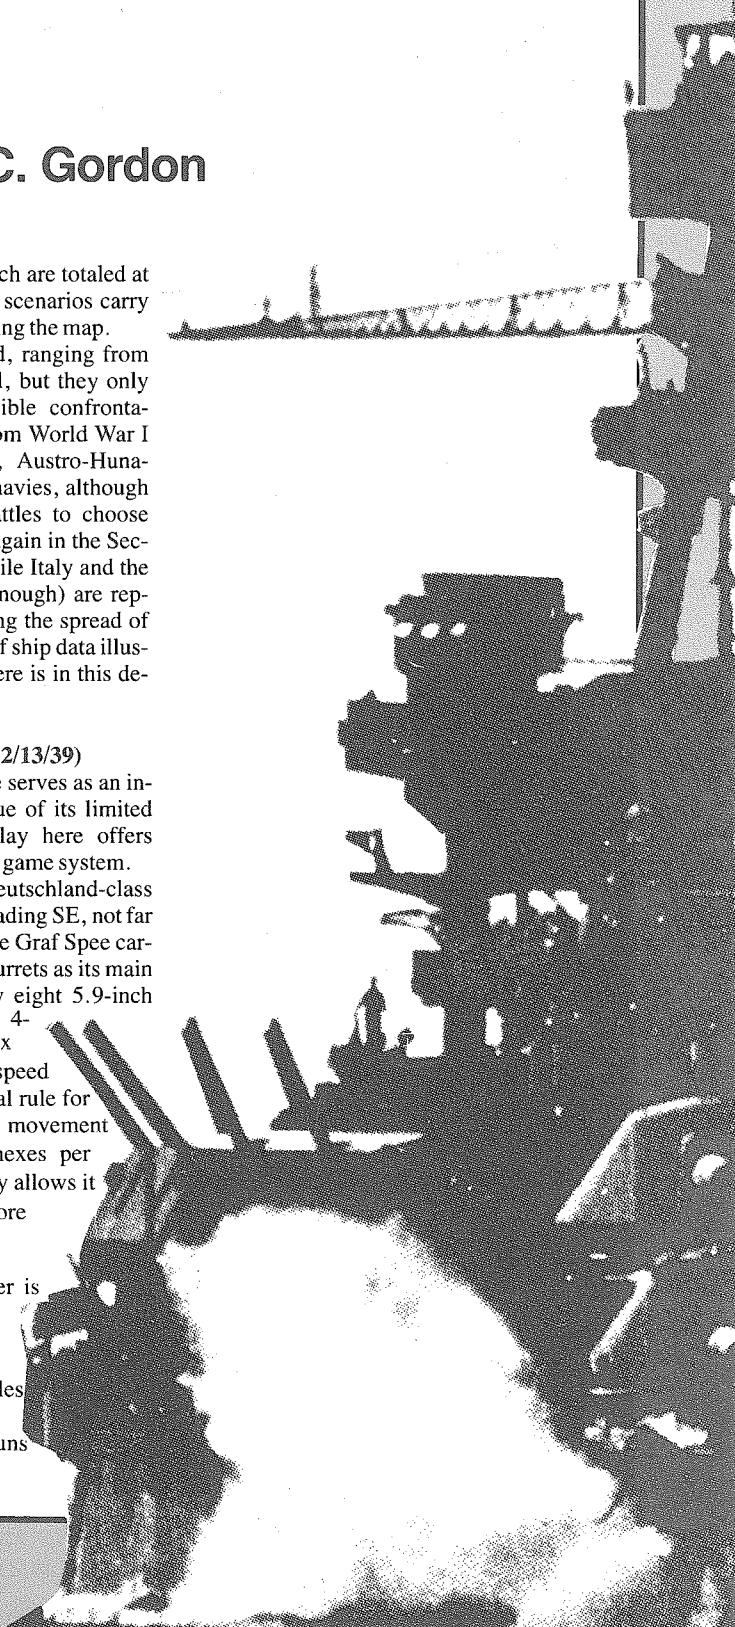 C. Gordon
ch are totaled at
scenarios carry
ing the map.
d, ranging from
l, but they only
ible confronta-
om World War I
, Austro-Huna-
navies, although
attles to choose
gain in the Sec-
ile Italy and the
nough) are rep-
ng the spread of
f ship data illus-
ere is in this de-
2/13/39)
e serves as an in-
ue of its limited
lay here offers
game system.
eutschland-class
ading SE, not far
e Graf Spee car-
urrets as its main
y eight 5.9-inch
4-
x
speed
al rule for
movement
hexes per
y allows it
ore
er is
les
uns